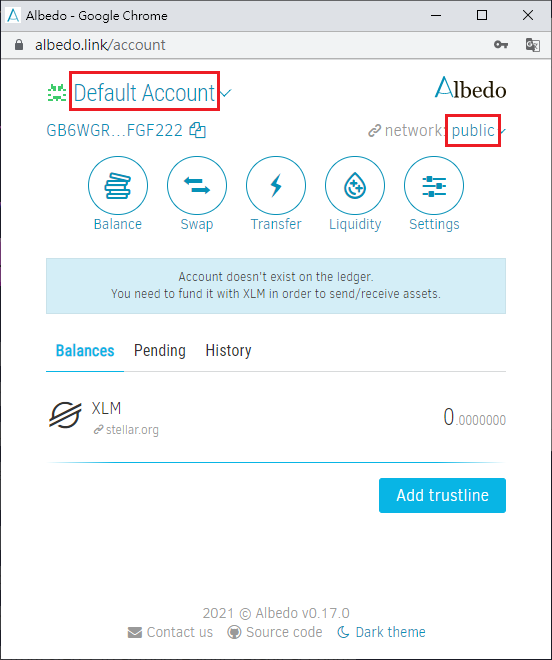 Albedo - Google Chrome
albedo.link/account
Default Account
Albedo
GB6WGR...FGF222
network: public
Balance Swap Transfer Liquidity Settings
Account doesn't exist on the ledger.
You need to fund it with XLM in order to send/receive assets.
Balances Pending History
XLM
0.0000000
stellar.org
Add trustline
2021 © Albedo v0.17.0
Contact us Source code Dark theme